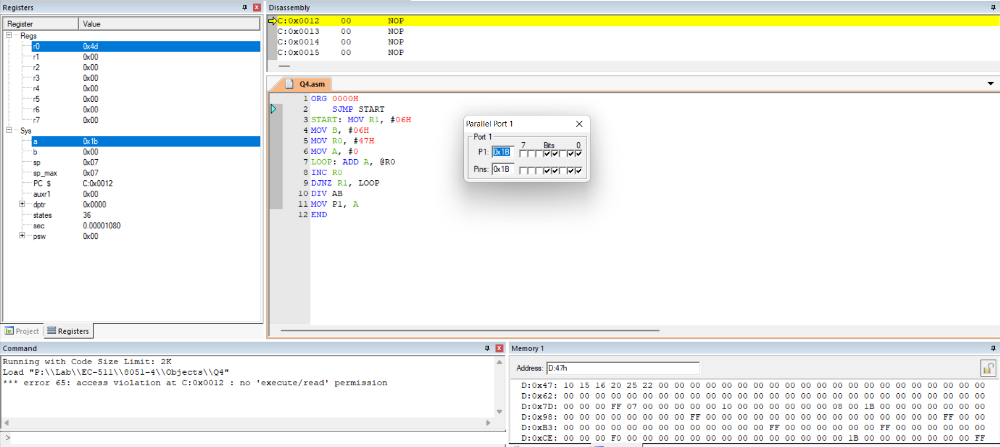 Registers
Register Value
Regs
r0 0x4d
r1 0x00
r2 0x00
r3 0x00
r4 0x00
r5 0x00
r6 0x00
r7 0x00
Sys
a 0x1b
b 0x00
sp 0x07
sp_max 0x07
PC $ C:0x0012
auxr1 0x00
dptr 0x0000
states 36
sec 0.00001080
psw 0x00
Project Registers
Disassembly
C:0x0012 00 NOP
C:0x0013 00 NOP
C:0x0014 00 NOP
C:0x0015 00 NOP
Q4.asm
1 ORG 0000H
2 SJMP START
3 START: MOV R1, #06H
4 MOV B, #06H
5 MOV R0, #47H
6 MOV A, #0
7 LOOP: ADD A, @R0
8 INC R0
9 DJNZ R1, LOOP
10 DIV AB
11 MOV P1, A
12 END
Parallel Port 1
Port 1
7 Bits 0
P1: 0x1B
Pins: 0x1B
Command
Running with Code Size Limit: 2K
Load "P:\\Lab\\EC-511\\8051-4\\Objects\\Q4"
*** error 65: access violation at C:0x0012 : no 'execute/read' permission
>
Memory 1
Address: D:47h
D:0x47: 10 15 16 20 25 22 00 00 00 00 00 00 00 00 00 00 00 00 00 00 00 00 00 00 00 00 00
D:0x62: 00 00 00 00 00 00 00 00 00 00 00 00 00 00 00 00 00 00 00 00 00 00 00 00 00 00 00
D:0x7D: 00 00 00 FF 07 00 00 00 00 00 10 00 00 00 00 00 00 08 00 1B 00 00 00 00 00 00 00
D:0x98: 00 00 00 00 00 00 00 00 FF 00 00 00 00 00 00 00 00 00 00 00 00 00 00 00 FF 00 00
D:0xB3: 00 00 00 00 00 00 00 00 00 00 00 00 00 FF 00 00 00 00 00 00 FF 00 00 00 00 00 00
D:0xCE: 00 00 00 F0 00 00 00 00 00 00 00 00 00 00 00 00 00 00 1B 00 00 00 00 00 00 00 FF